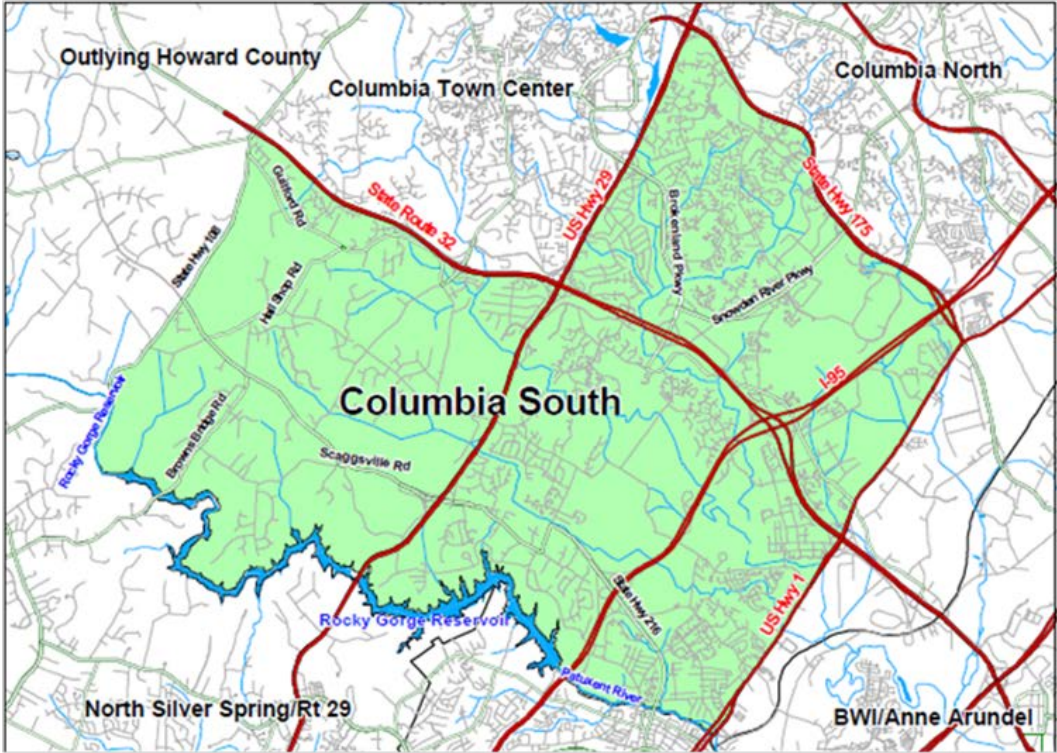 Outlying Howard County
Columbia Town Center
Columbia North
Guilford Rd
State Route 32
US Hwy 29
State Hwy 175
Brokenland Pkwy
State Hwy 108
Hall Shop Rd
Snowden River Pkwy
I-95
Columbia South
Rocky Gorge Reservoir
Browns Bridge Rd
Scaggsville Rd
State Hwy 216
US Hwy 1
Rocky Gorge Reservoir
Patuxent River
North Silver Spring/Rt 29
BWI/Anne Arundel